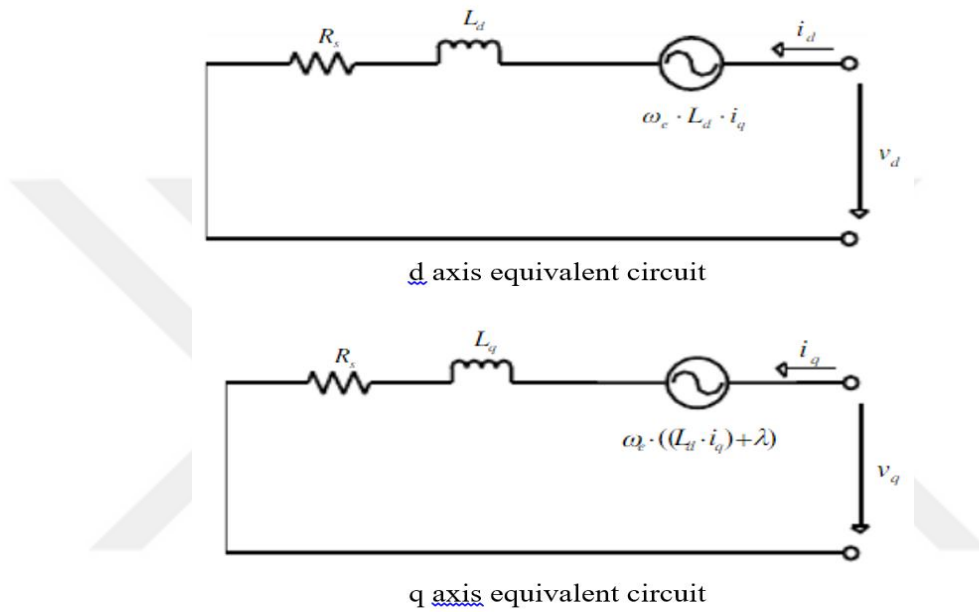 L_d
R_s
i_d
ω_e · L_d · i_q
v_d
d axis equivalent circuit
L_q
R_s
i_q
ω_e · ((L_d · i_q) + λ)
v_q
q axis equivalent circuit